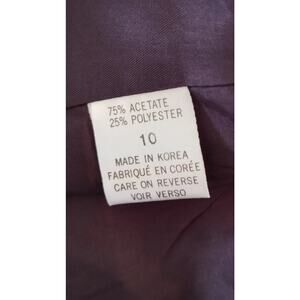 75% ACETATE
25% POLYESTER
10
MADE IN KOREA
FABRIQUÉ EN CORÉE
CARE ON REVERSE
VOIR VERSO